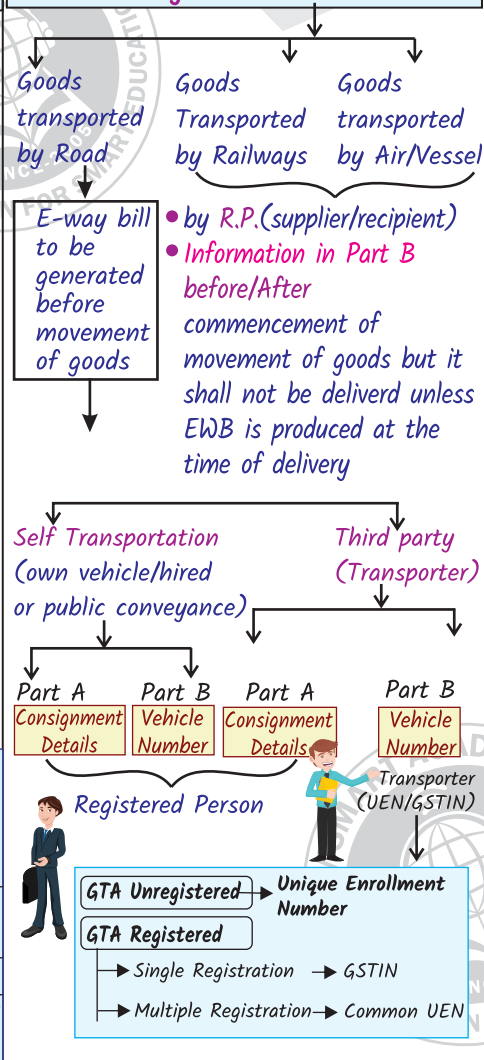 Goods
transported
by Road
Goods
Transported
by Railways
Goods
transported
by Air/Vessel
E-way bill
to be
generated
before
movement
of goods
• by R.P.(supplier/recipient)
• Information in Part B
before/After
commencement of
movement of goods but it
shall not be deliverd unless
EWB is produced at the
time of delivery
Self Transportation
(own vehicle/hired
or public conveyance)
Third party
(Transporter)
Part A
Consignment
Details
Part B
Vehicle
Number
Part A
Consignment
Details
Part B
Vehicle
Number
Registered Person
Transporter
(UEN/GSTIN)
GTA Unregistered
Unique Enrollment
Number
GTA Registered
Single Registration
GSTIN
Multiple Registration
Common UEN